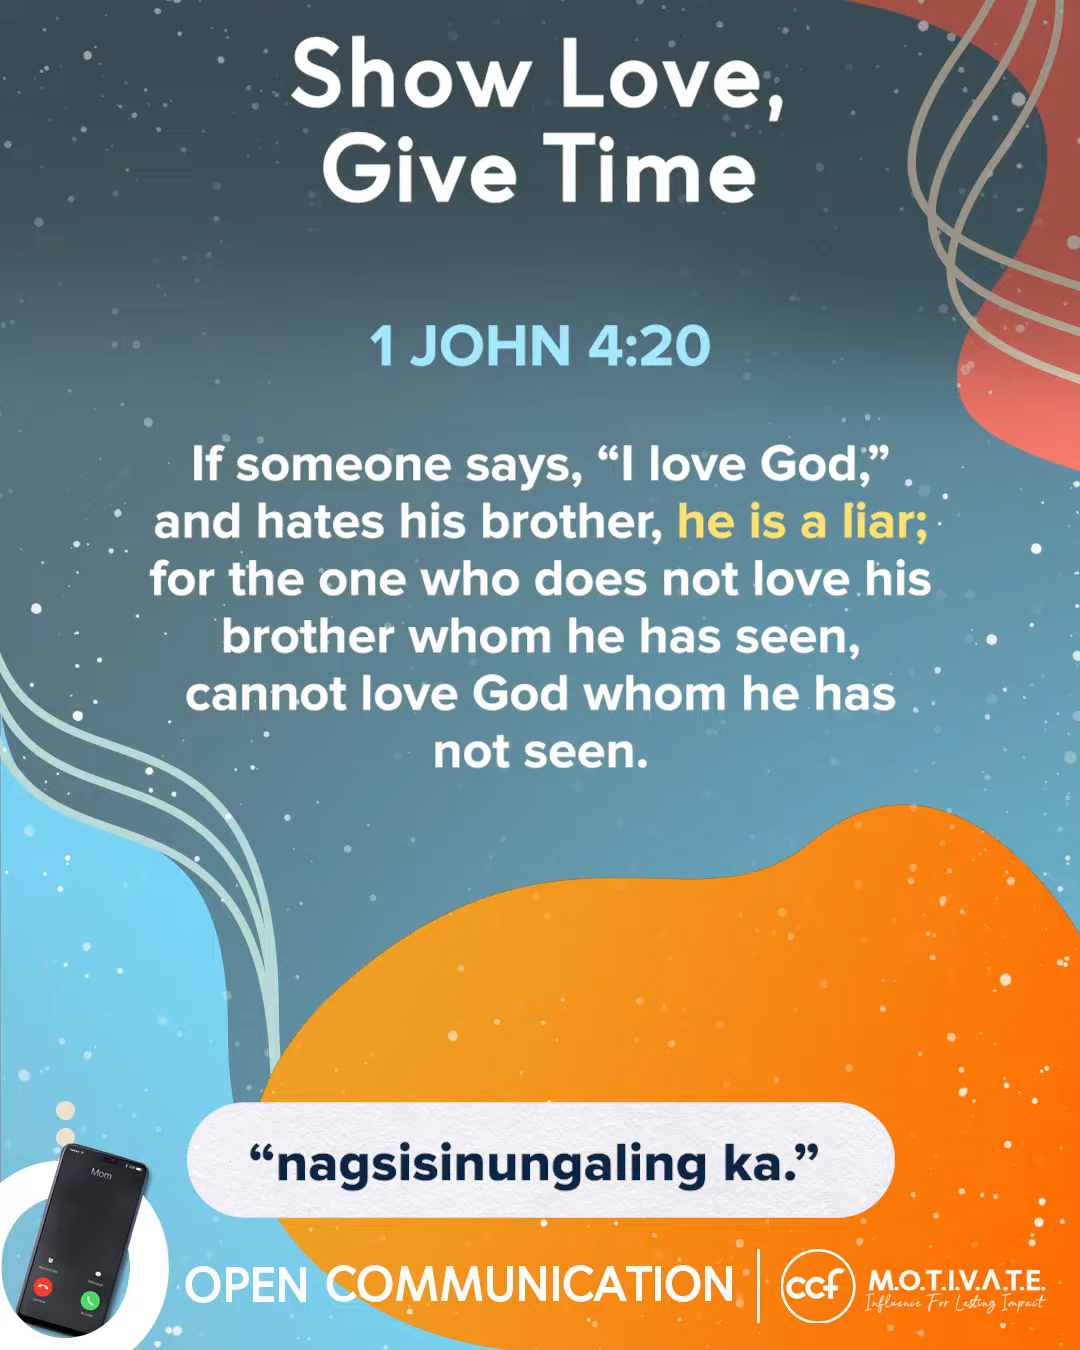 Show Love,
Give Time
1 JOHN 4:20
If someone says, “I love God,”
and hates his brother, he is a liar;
for the one who does not love his
brother whom he has seen,
cannot love God whom he has
not seen.
“nagsisinungaling ka.”
Mom
OPEN COMMUNICATION
ccf
M.O.T.I.V.A.T.E.
Influence For Lasting Impact